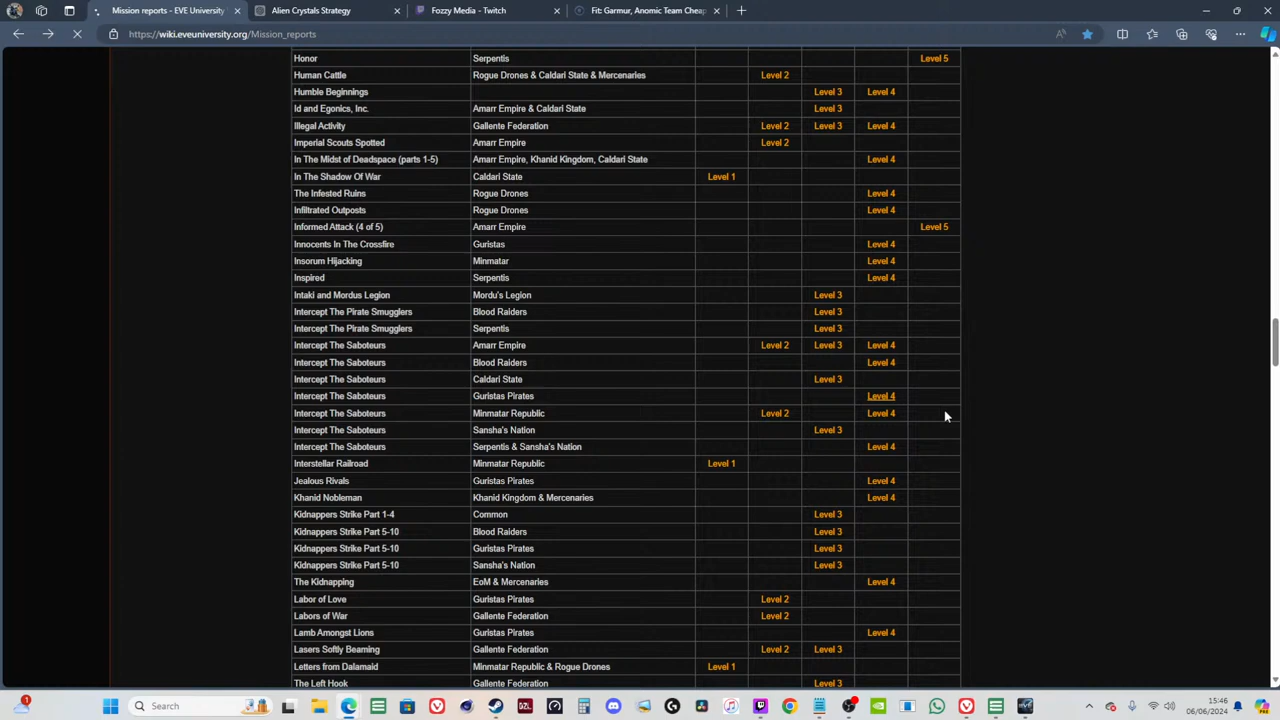 Mission reports - EVE University
Alien Crystals Strategy
Fozzy Media - Twitch
Fit: Garmur, Anomic Team Cheap
https://wiki.eveuniversity.org/Mission_reports
Honor Serpentis Level 5
Human Cattle Rogue Drones & Caldari State & Mercenaries Level 2
Humble Beginnings Level 3 Level 4
Id and Egonics, Inc. Amarr Empire & Caldari State Level 3
Illegal Activity Gallente Federation Level 2 Level 3 Level 4
Imperial Scouts Spotted Amarr Empire Level 2
In The Midst of Deadspace (parts 1-5) Amarr Empire, Khanid Kingdom, Caldari State Level 4
In The Shadow Of War Caldari State Level 1
The Infested Ruins Rogue Drones Level 4
Infiltrated Outposts Rogue Drones Level 4
Informed Attack (4 of 5) Amarr Empire Level 5
Innocents In The Crossfire Guristas Level 4
Insorum Hijacking Minmatar Level 4
Inspired Serpentis Level 4
Intaki and Mordus Legion Mordu's Legion Level 3
Intercept The Pirate Smugglers Blood Raiders Level 3
Intercept The Pirate Smugglers Serpentis Level 3
Intercept The Saboteurs Amarr Empire Level 2 Level 3 Level 4
Intercept The Saboteurs Blood Raiders Level 4
Intercept The Saboteurs Caldari State Level 3
Intercept The Saboteurs Guristas Pirates Level 4
Intercept The Saboteurs Minmatar Republic Level 2 Level 4
Intercept The Saboteurs Sansha's Nation Level 3
Intercept The Saboteurs Serpentis & Sansha's Nation Level 4
Interstellar Railroad Minmatar Republic Level 1
Jealous Rivals Guristas Pirates Level 4
Khanid Nobleman Khanid Kingdom & Mercenaries Level 4
Kidnappers Strike Part 1-4 Common Level 3
Kidnappers Strike Part 5-10 Blood Raiders Level 3
Kidnappers Strike Part 5-10 Guristas Pirates Level 3
Kidnappers Strike Part 5-10 Sansha's Nation Level 3
The Kidnapping EoM & Mercenaries Level 4
Labor of Love Guristas Pirates Level 2
Labors of War Gallente Federation Level 2
Lamb Amongst Lions Guristas Pirates Level 4
Lasers Softly Beaming Gallente Federation Level 2 Level 3
Letters from Dalamaid Minmatar Republic & Rogue Drones Level 1
The Left Hook Gallente Federation Level 3
1
Search
15:46
06/06/2024